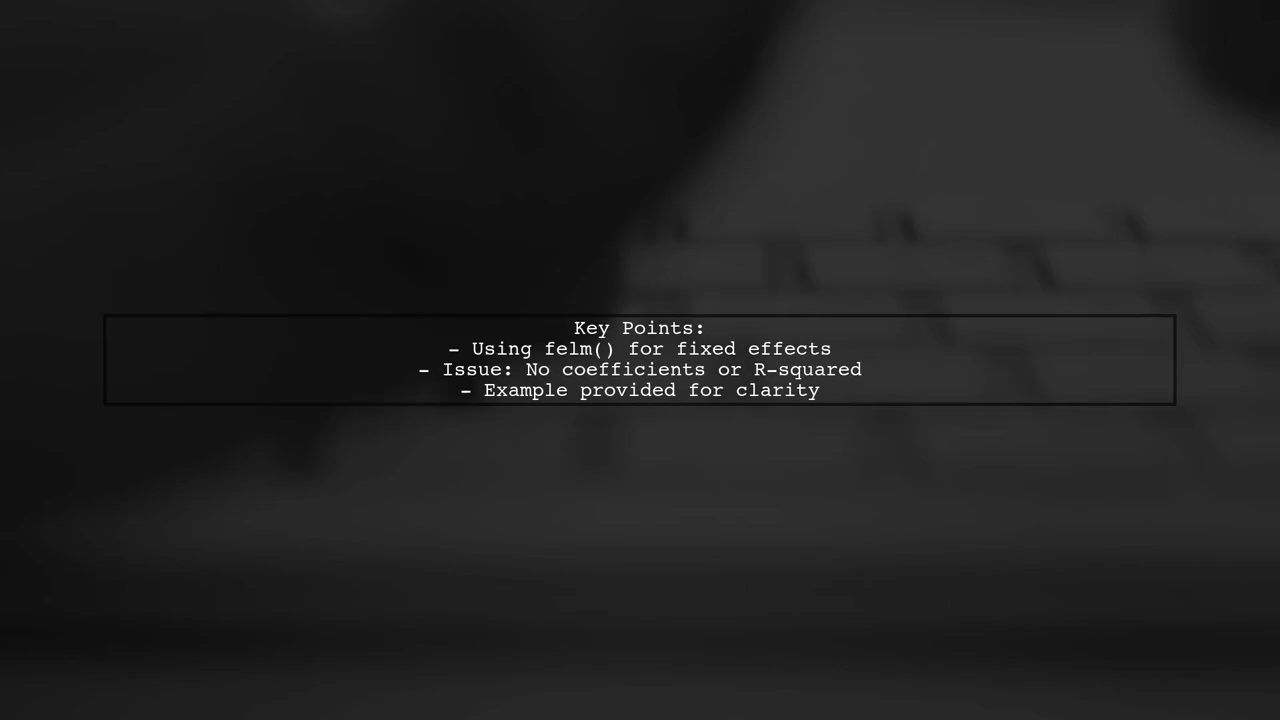 Key Points:
- Using felm() for fixed effects
- Issue: No coefficients or R-squared
- Example provided for clarity